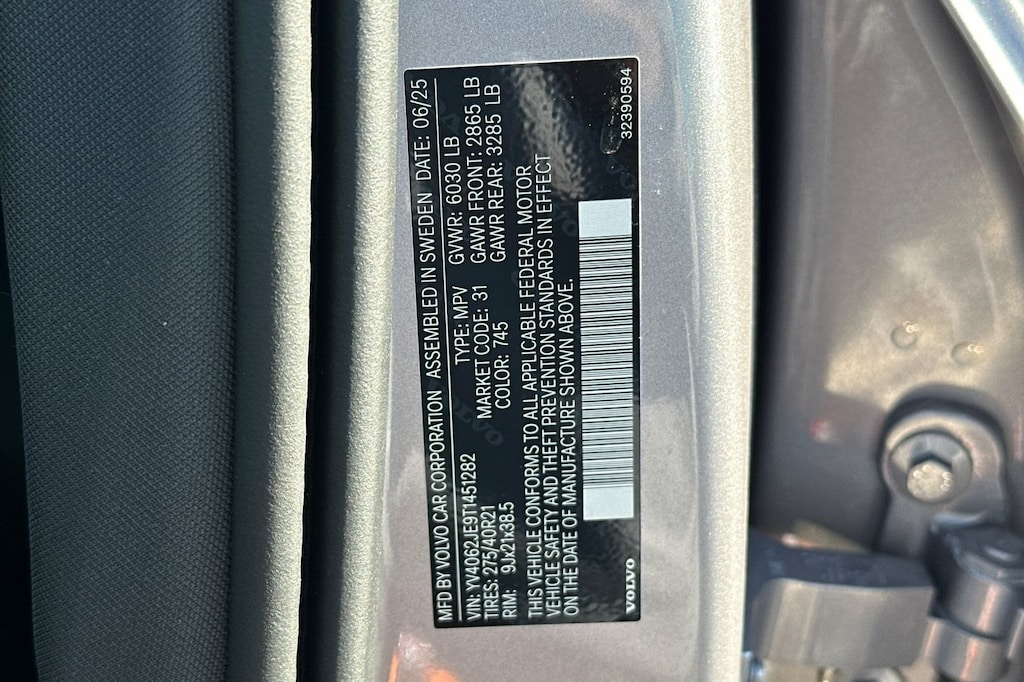 MFD BY VOLVO CAR CORPORATION ASSEMBLED IN SWEDEN DATE: 06/25
VIN: YV4062JE9T1451282 TYPE: MPV GVWR: 6030 LB
TIRES: 275/40R21 MARKET CODE: 31 GAWR FRONT: 2865 LB
RIM: 9Jx21x38.5 COLOR: 745 GAWR REAR: 3285 LB
THIS VEHICLE CONFORMS TO ALL APPLICABLE FEDERAL MOTOR
VEHICLE SAFETY AND THEFT PREVENTION STANDARDS IN EFFECT
ON THE DATE OF MANUFACTURE SHOWN ABOVE.
VOLVO 32390594